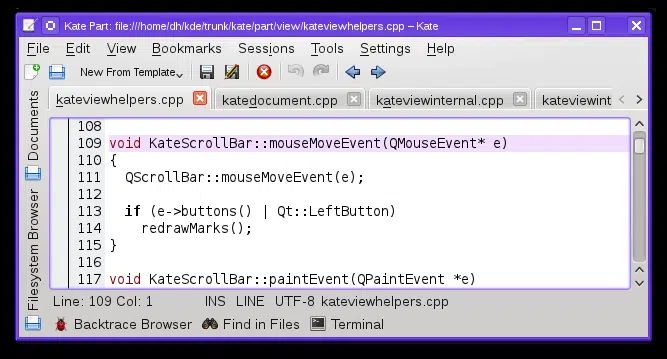 Kate Part: file:///home/dh/kde/trunk/kate/part/view/kateviewhelpers.cpp – Kate
File Edit View Bookmarks Sessions Tools Settings Help
New From Template
kateviewhelpers.cpp katedocument.cpp kateviewinternal.cpp kateviewint
Documents
Filesystem Browser
108
109 void KateScrollBar::mouseMoveEvent(QMouseEvent* e)
110 {
111 QScrollBar::mouseMoveEvent(e);
112
113 if (e->buttons() | Qt::LeftButton)
114 redrawMarks();
115 }
116
117 void KateScrollBar::paintEvent(QPaintEvent *e)
Line: 109 Col: 1 INS LINE UTF-8 kateviewhelpers.cpp
Backtrace Browser Find in Files Terminal